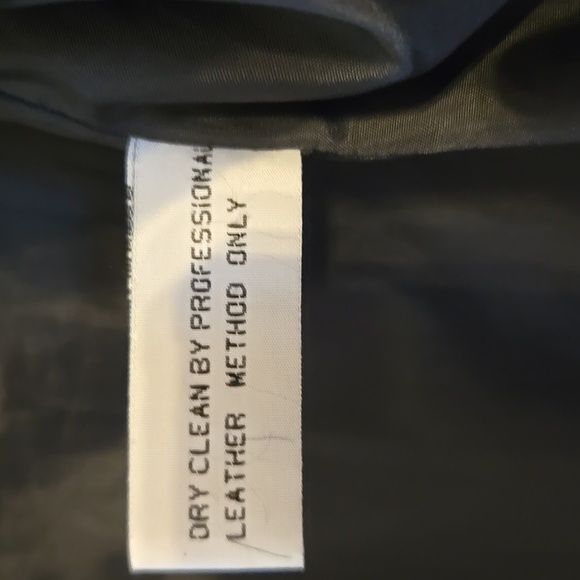 DRY CLEAN BY PROFESSIONAL
LEATHER METHOD ONLY